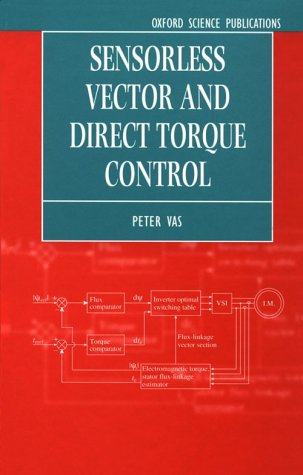 OXFORD SCIENCE PUBLICATIONS
SENSORLESS
VECTOR AND
DIRECT TORQUE
CONTROL
PETER VAS
Flux
comparator
dψ
Inverter optimal
switching table
VSI
I.M.
Torque
comparator
Flux-linkage
vector section
Electromagnetic torque,
stator flux-linkage
estimator